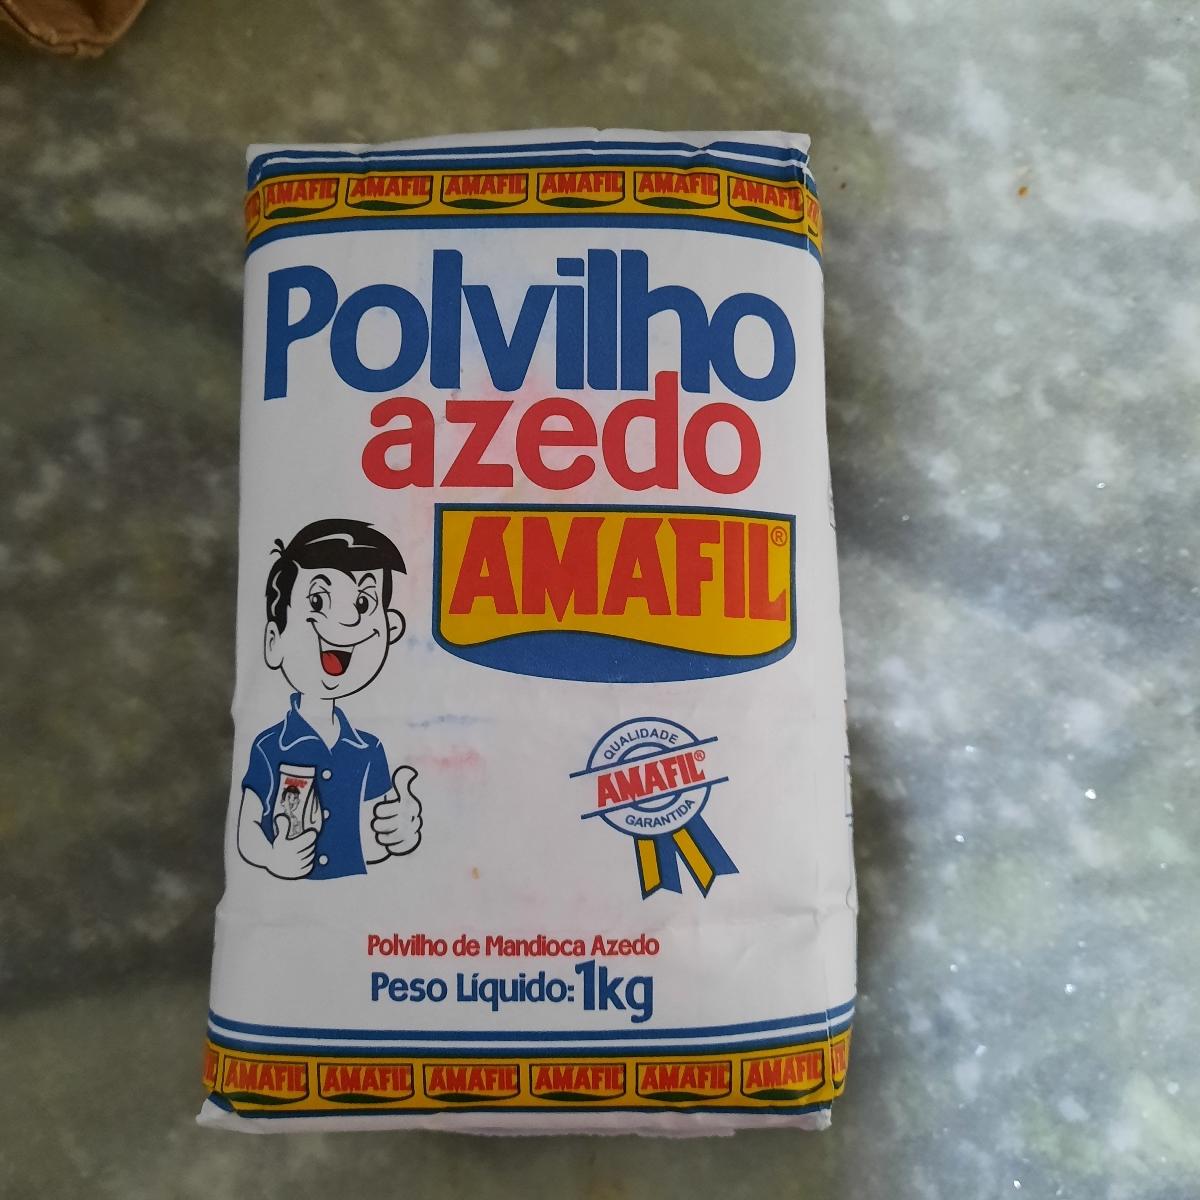 AMAFIL AMAFIL AMAFIL AMAFIL AMAFIL AMAFIL
Polvilho
azedo
AMAFIL®
QUALIDADE
AMAFIL®
GARANTIDA
Polvilho de Mandioca Azedo
Peso Líquido: 1kg
AMAFIL AMAFIL AMAFIL AMAFIL AMAFIL AMAFIL